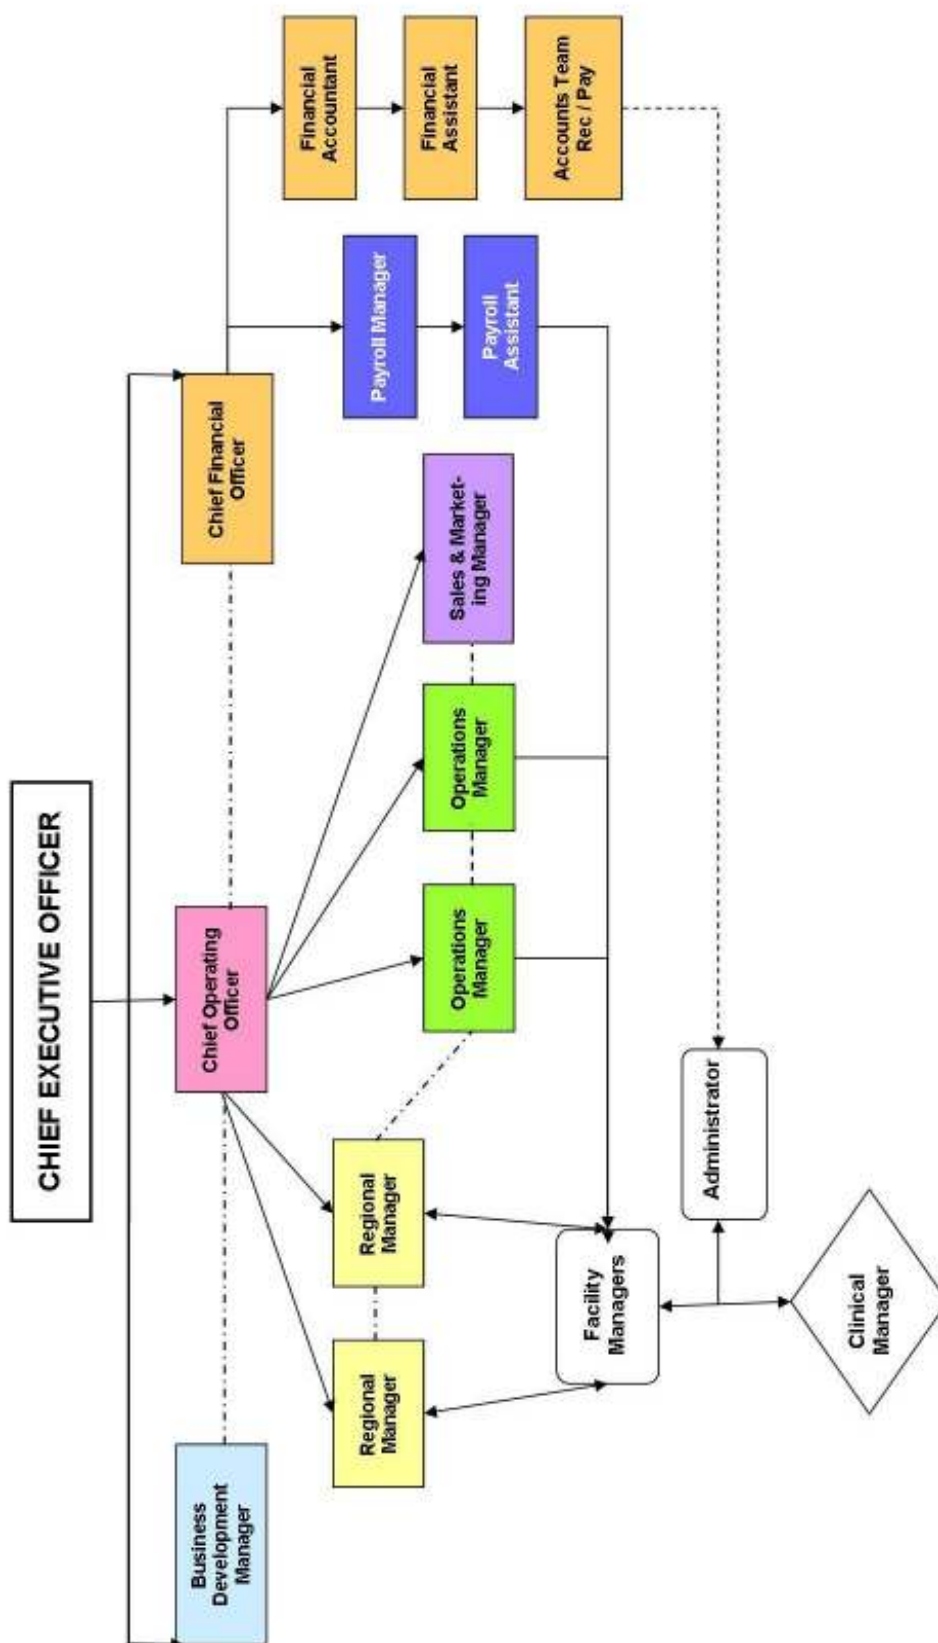 CHIEF EXECUTIVE OFFICER
Business
Development
Manager
Chief Operating
Officer
Chief Financial
Officer
Regional
Manager
Regional
Manager
Operations
Manager
Operations
Manager
Sales & Market-
ing Manager
Payroll Manager
Payroll
Assistant
Financial
Accountant
Financial
Assistant
Accounts Team
Rec / Pay
Facility
Managers
Administrator
Clinical
Manager